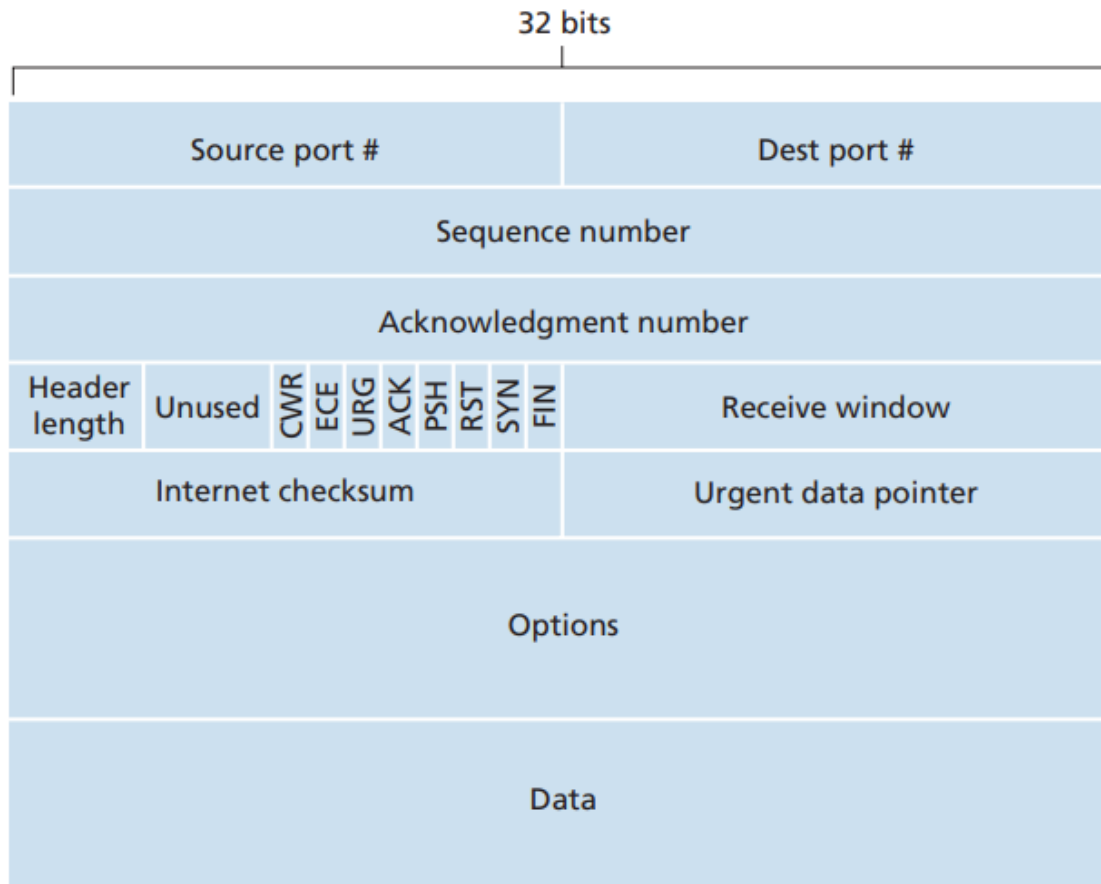 32 bits
Source port #
Dest port #
Sequence number
Acknowledgment number
Header
length
Unused
CWR
ECE
URG
ACK
PSH
RST
SYN
FIN
Receive window
Internet checksum
Urgent data pointer
Options
Data